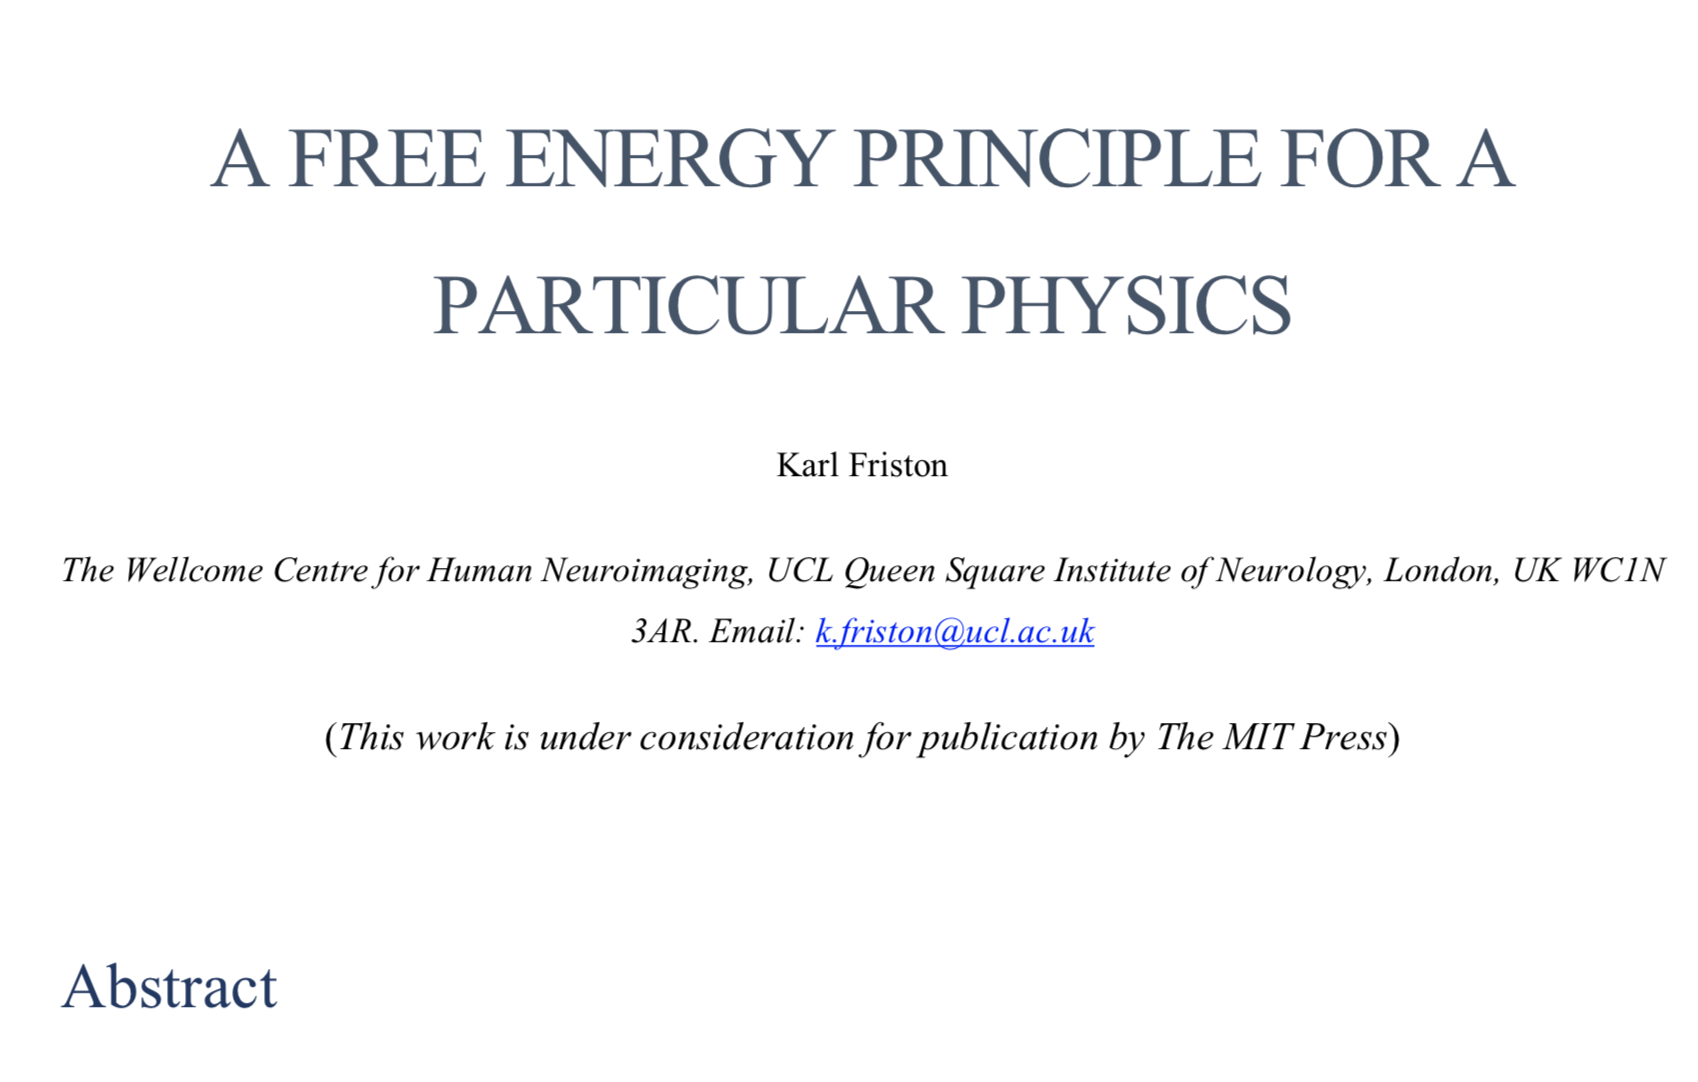 A FREE ENERGY PRINCIPLE FOR A
PARTICULAR PHYSICS
Karl Friston
The Wellcome Centre for Human Neuroimaging, UCL Queen Square Institute of Neurology, London, UK WC1N
3AR. Email: k.friston@ucl.ac.uk
(This work is under consideration for publication by The MIT Press)
Abstract